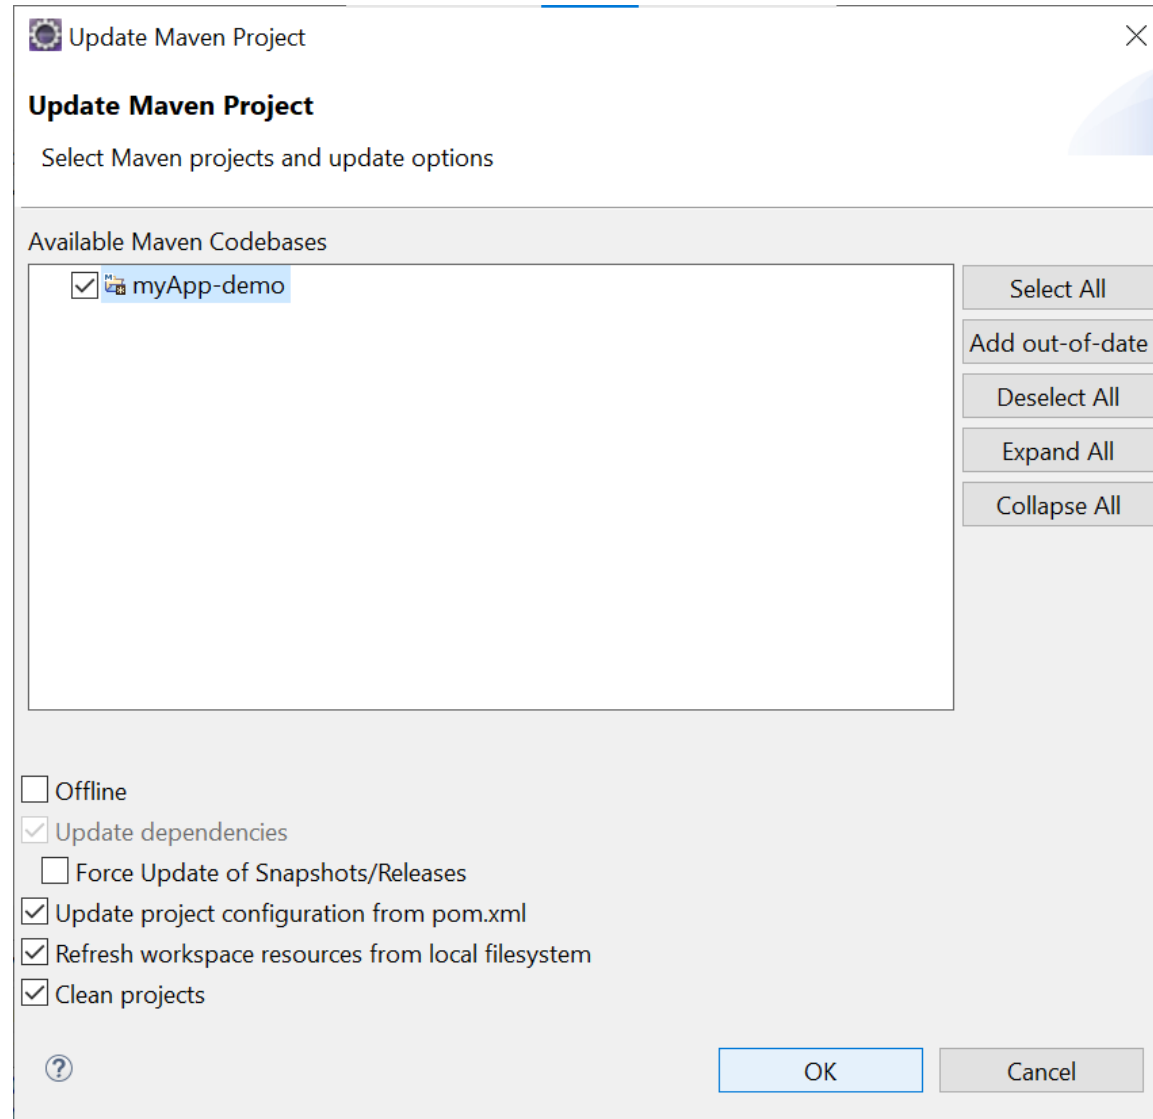 Update Maven Project
Update Maven Project
Select Maven projects and update options
Available Maven Codebases
myApp-demo
Select All
Add out-of-date
Deselect All
Expand All
Collapse All
Offline
Update dependencies
Force Update of Snapshots/Releases
Update project configuration from pom.xml
Refresh workspace resources from local filesystem
Clean projects
?
OK
Cancel